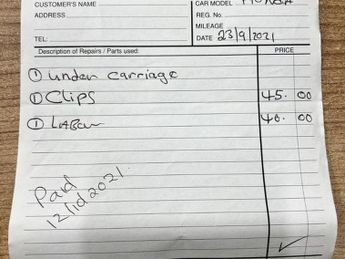 CUSTOMER'S NAME
CAR MODEL
ADDRESS
REG. No.
MILEAGE
TEL:
DATE 23/9/2021
Description of Repairs / Parts used:
PRICE
① Under carriage
① Clips 45. 00
① Labour 40. 00
Paid
12/10/2021